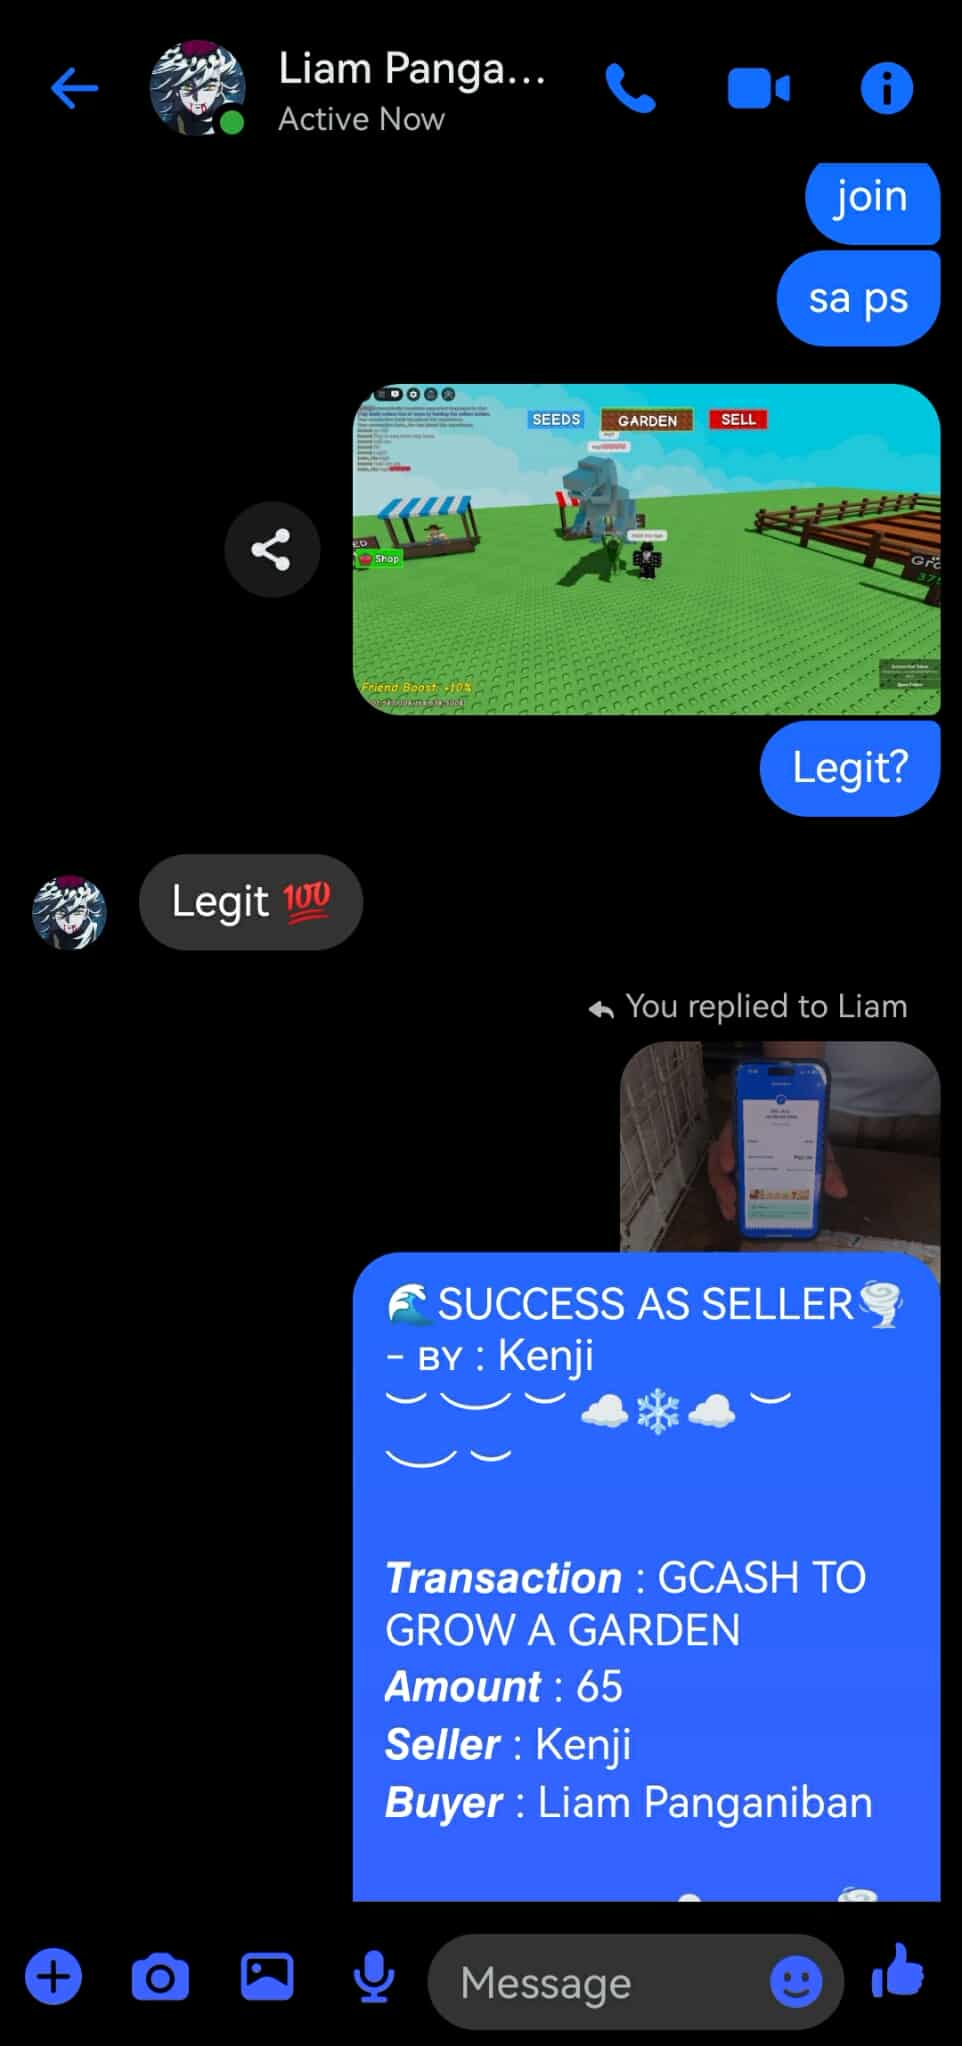 Liam Panga...
Active Now
join
sa ps
SEEDS
GARDEN
SELL
Shop
Friend Boost: +10%
Legit?
Legit 💯
You replied to Liam
🌊SUCCESS AS SELLER🌪️
- ʙʏ : Kenji
︶ ︶ ︶ ☁️❄️☁️ ︶
︶ ︶
Transaction : GCASH TO
GROW A GARDEN
Amount : 65
Seller : Kenji
Buyer : Liam Panganiban
Message